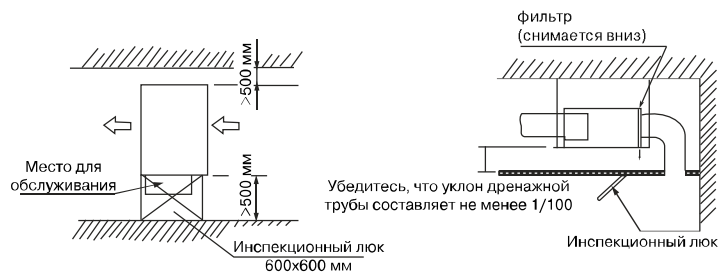 >500 мм
Место для
обслуживания
>500 мм
Инспекционный люк
600х600 мм
фильтр
(снимается вниз)
Убедитесь, что уклон дренажной
трубы составляет не менее 1/100
Инспекционный люк